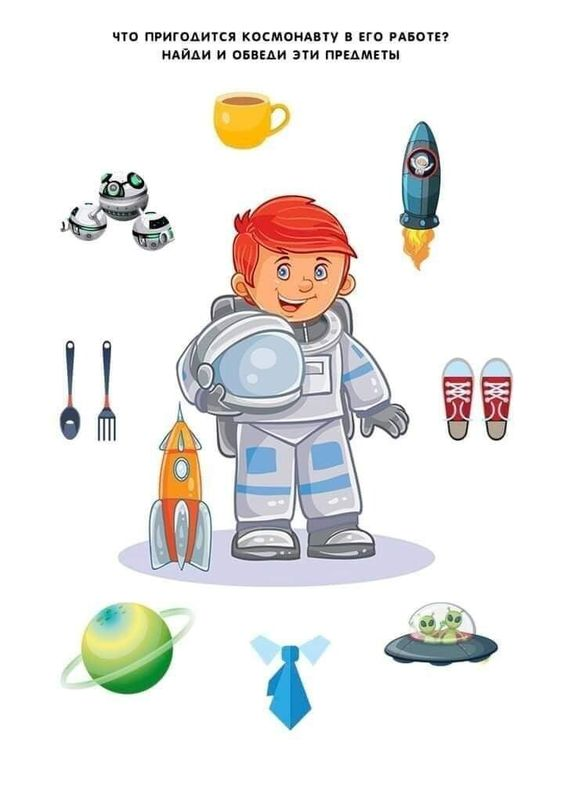 ЧТО ПРИГОДИТСЯ КОСМОНАВТУ В ЕГО РАБОТЕ?
НАЙДИ И ОБВЕДИ ЭТИ ПРЕДМЕТЫ